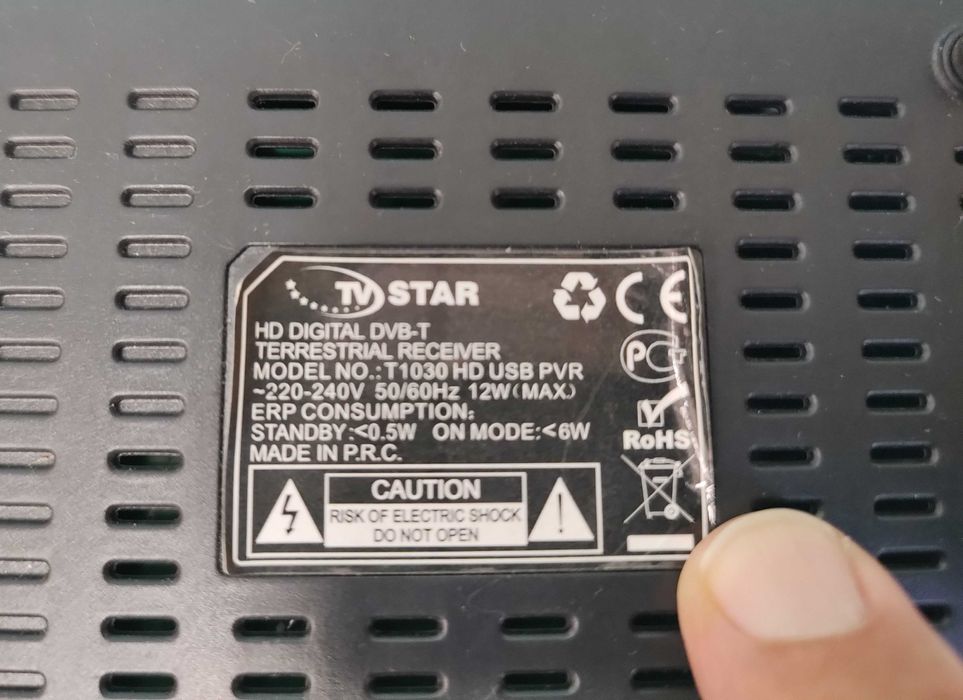 TV STAR
HD DIGITAL DVB-T
TERRESTRIAL RECEIVER
MODEL NO.:T1030 HD USB PVR
~220-240V 50/60Hz 12W(MAX.)
ERP CONSUMPTION:
STANDBY:<0.5W ON MODE:<6W
MADE IN P.R.C.
CE
PCT
RoHS
CAUTION
RISK OF ELECTRIC SHOCK
DO NOT OPEN